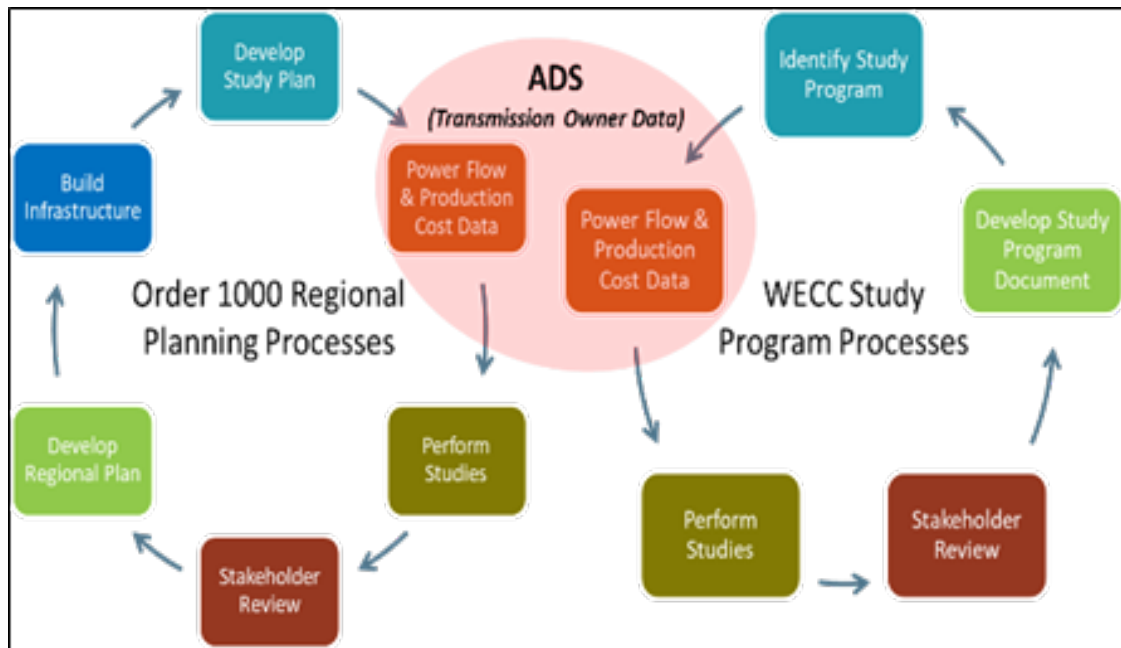 Develop
Study Plan
ADS
(Transmission Owner Data)
Identify Study
Program
Build
Infrastructure
Power Flow
& Production
Cost Data
Power Flow &
Production
Cost Data
Develop Study
Program
Document
Order 1000 Regional
Planning Processes
WECC Study
Program Processes
Develop
Regional Plan
Perform
Studies
Perform
Studies
Stakeholder
Review
Stakeholder
Review